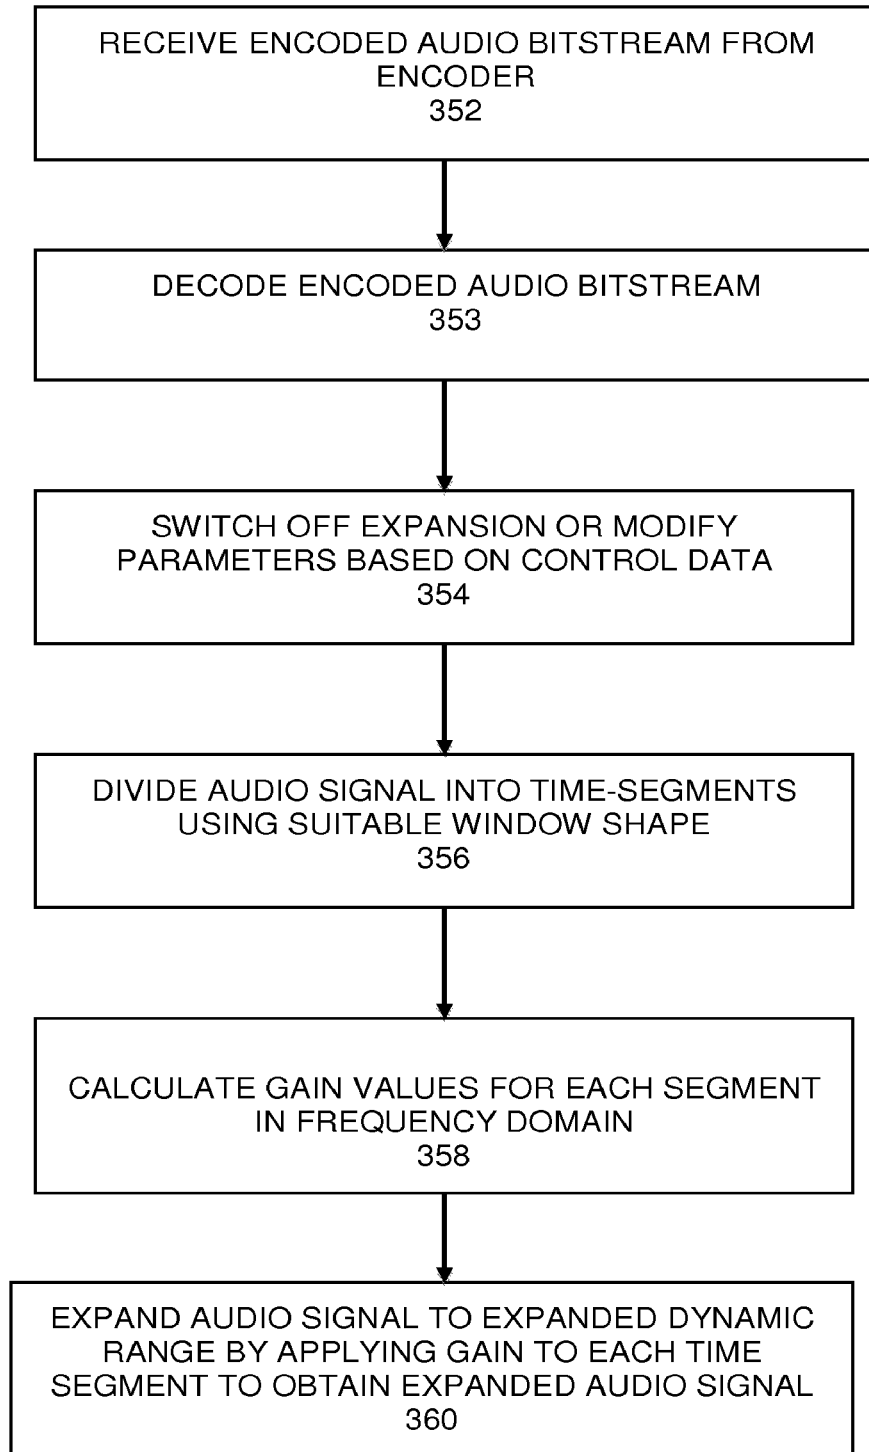 RECEIVE ENCODED AUDIO BITSTREAM FROM
ENCODER
352
DECODE ENCODED AUDIO BITSTREAM
353
SWITCH OFF EXPANSION OR MODIFY
PARAMETERS BASED ON CONTROL DATA
354
DIVIDE AUDIO SIGNAL INTO TIME-SEGMENTS
USING SUITABLE WINDOW SHAPE
356
CALCULATE GAIN VALUES FOR EACH SEGMENT
IN FREQUENCY DOMAIN
358
EXPAND AUDIO SIGNAL TO EXPANDED DYNAMIC
RANGE BY APPLYING GAIN TO EACH TIME
SEGMENT TO OBTAIN EXPANDED AUDIO SIGNAL
360